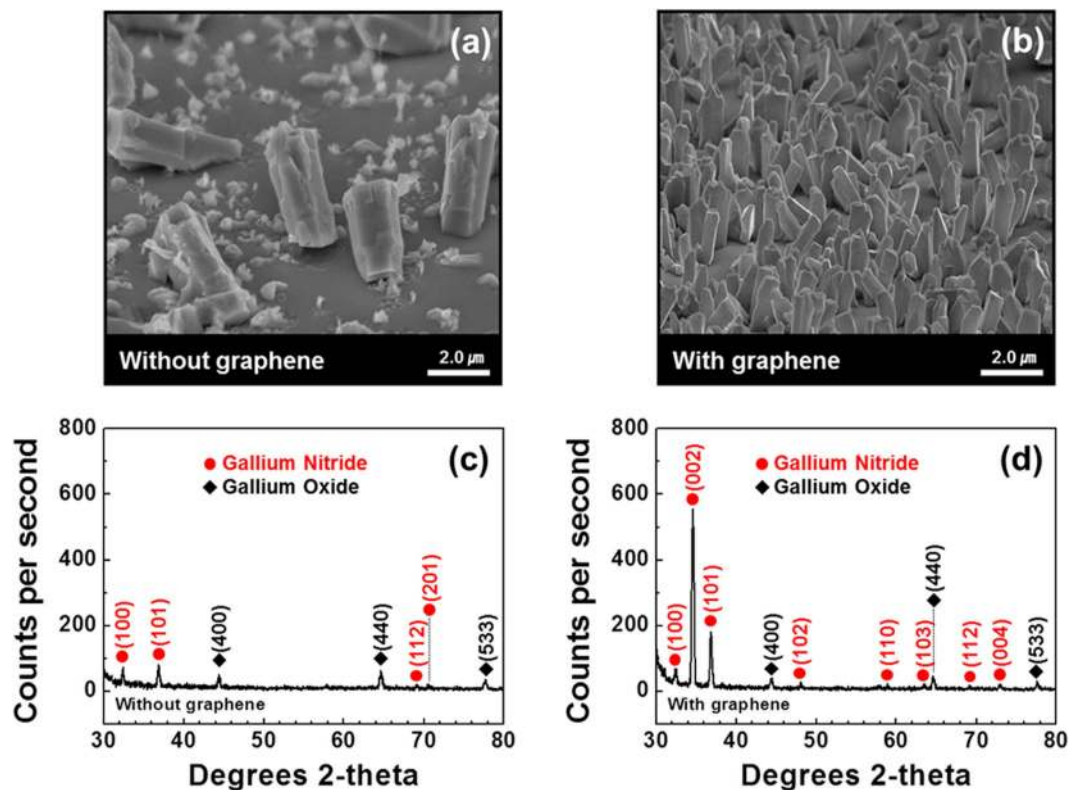 (a)
Without graphene
2.0 ㎛
(b)
With graphene
2.0 ㎛
(c)
Counts per second
800
600
400
200
0
Gallium Nitride
Gallium Oxide
(100)
(101)
(400)
(440)
(112)
(201)
(533)
Without graphene
30 40 50 60 70 80
Degrees 2-theta
(d)
Counts per second
800
600
400
200
0
Gallium Nitride
Gallium Oxide
(100)
(002)
(101)
(400)
(102)
(110)
(103)
(440)
(112)
(004)
(533)
With graphene
30 40 50 60 70 80
Degrees 2-theta